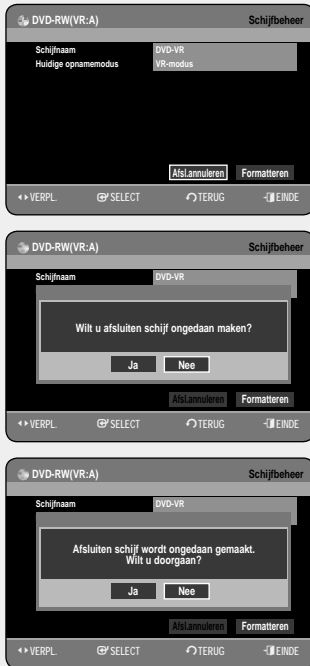 DVD-RW(VR:A) Schijfbeheer
Schijfnaam DVD-VR
Huidige opnamemodus VR-modus
Afsl.annuleren Formatteren
VERPL. SELECT TERUG EINDE
DVD-RW(VR:A) Schijfbeheer
Schijfnaam DVD-VR
Wilt u afsluiten schijf ongedaan maken?
Ja Nee
Afsl.annuleren Formatteren
VERPL. SELECT TERUG EINDE
DVD-RW(VR:A) Schijfbeheer
Schijfnaam DVD-VR
Afsluiten schijf wordt ongedaan gemaakt.
Wilt u doorgaan?
Ja Nee
Afsl.annuleren Formatteren
VERPL. SELECT TERUG EINDE